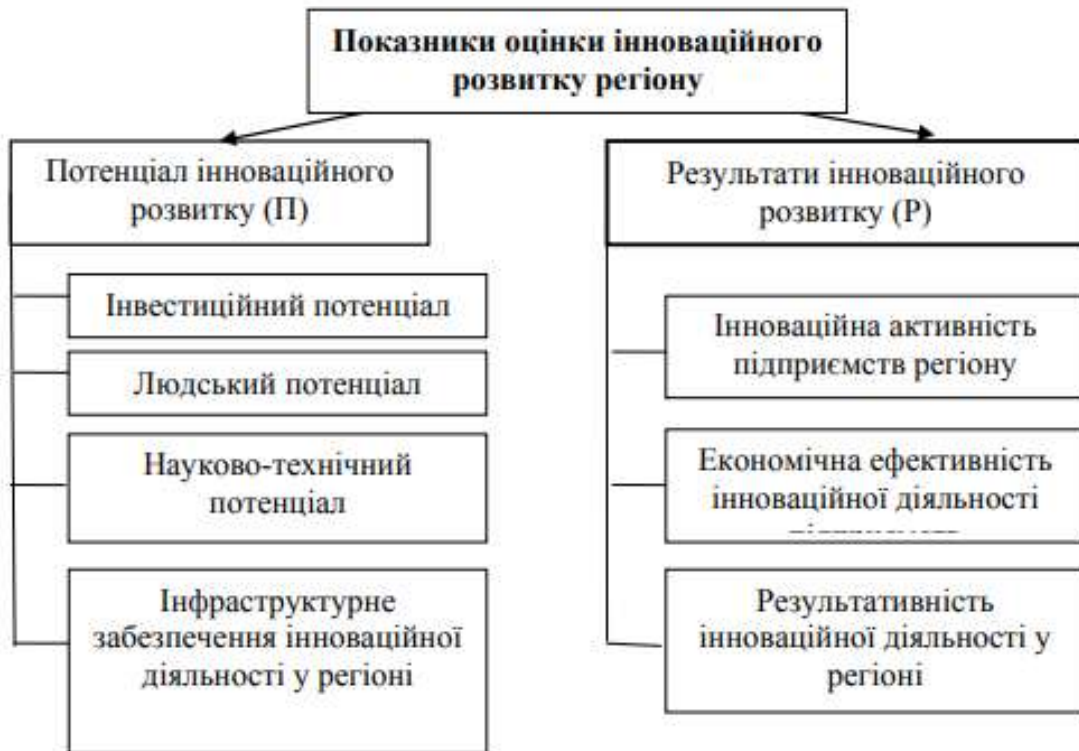 Показники оцінки інноваційного
розвитку регіону
Потенціал інноваційного
розвитку (П)
Інвестиційний потенціал
Людський потенціал
Науково-технічний
потенціал
Інфраструктурне
забезпечення інноваційної
діяльності у регіоні
Результати інноваційного
розвитку (Р)
Інноваційна активність
підприємств регіону
Економічна ефективність
інноваційної діяльності
Результативність
інноваційної діяльності у
регіоні